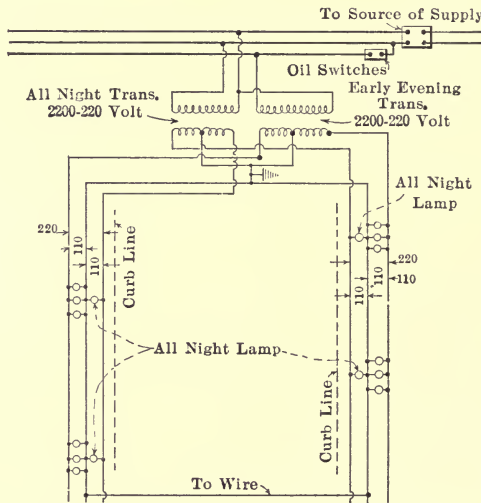 To Source of Supply
Oil Switches
All Night Trans.
2200-220 Volt
Early Evening
Trans.
2200-220 Volt
All Night
Lamp
220
110
110
Curb Line
220
110
110
All Night Lamp
Curb Line
To Wire